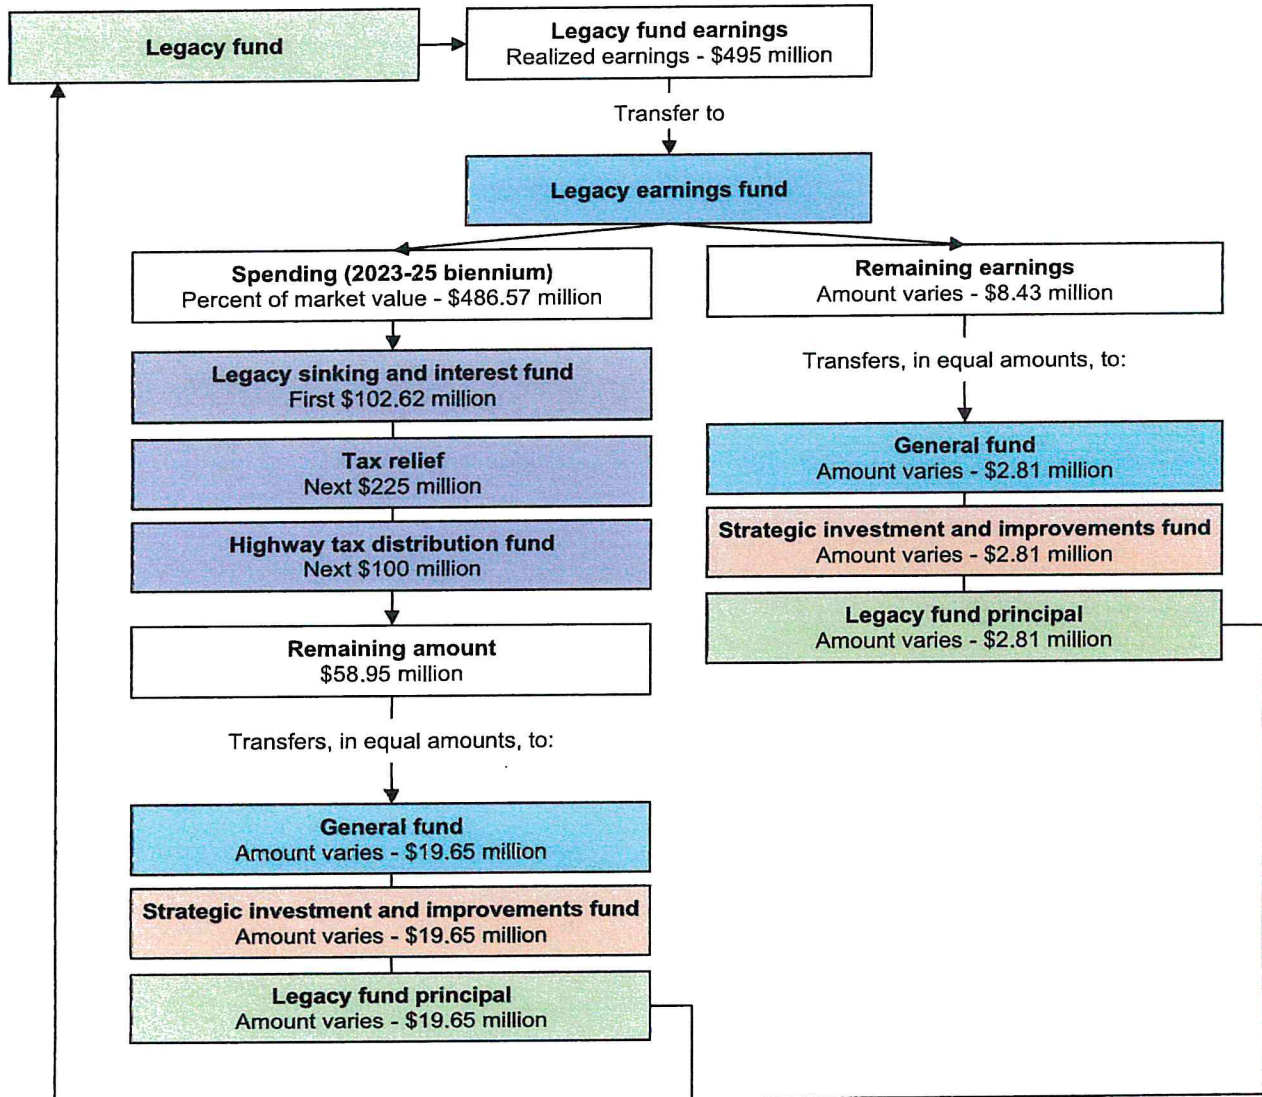 Legacy fund
Legacy fund earnings
Realized earnings - $495 million
Transfer to
Legacy earnings fund
Spending (2023-25 biennium)
Percent of market value - $486.57 million
Legacy sinking and interest fund
First $102.62 million
Tax relief
Next $225 million
Highway tax distribution fund
Next $100 million
Remaining amount
$58.95 million
Transfers, in equal amounts, to:
General fund
Amount varies - $19.65 million
Strategic investment and improvements fund
Amount varies - $19.65 million
Legacy fund principal
Amount varies - $19.65 million
Remaining earnings
Amount varies - $8.43 million
Transfers, in equal amounts, to:
General fund
Amount varies - $2.81 million
Strategic investment and improvements fund
Amount varies - $2.81 million
Legacy fund principal
Amount varies - $2.81 million